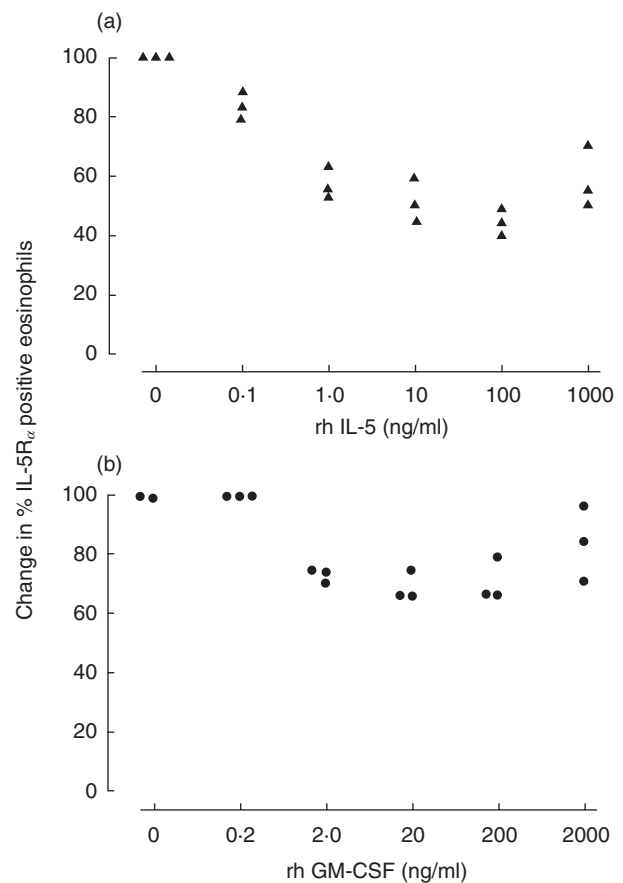 (a)
100
80
60
40
20
0
0 0·1 1·0 10 100 1000
rh IL-5 (ng/ml)
Change in % IL-5Rα positive eosinophils
(b)
100
80
60
40
20
0
0 0·2 2·0 20 200 2000
rh GM-CSF (ng/ml)